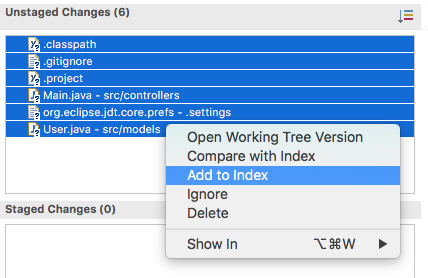 Unstaged Changes (6)
.classpath
.gitignore
.project
Main.java - src/controllers
org.eclipse.jdt.core.prefs - .settings
User.java - src/models
Open Working Tree Version
Compare with Index
Add to Index
Ignore
Delete
Show In ⌥⌘W ▶
Staged Changes (0)